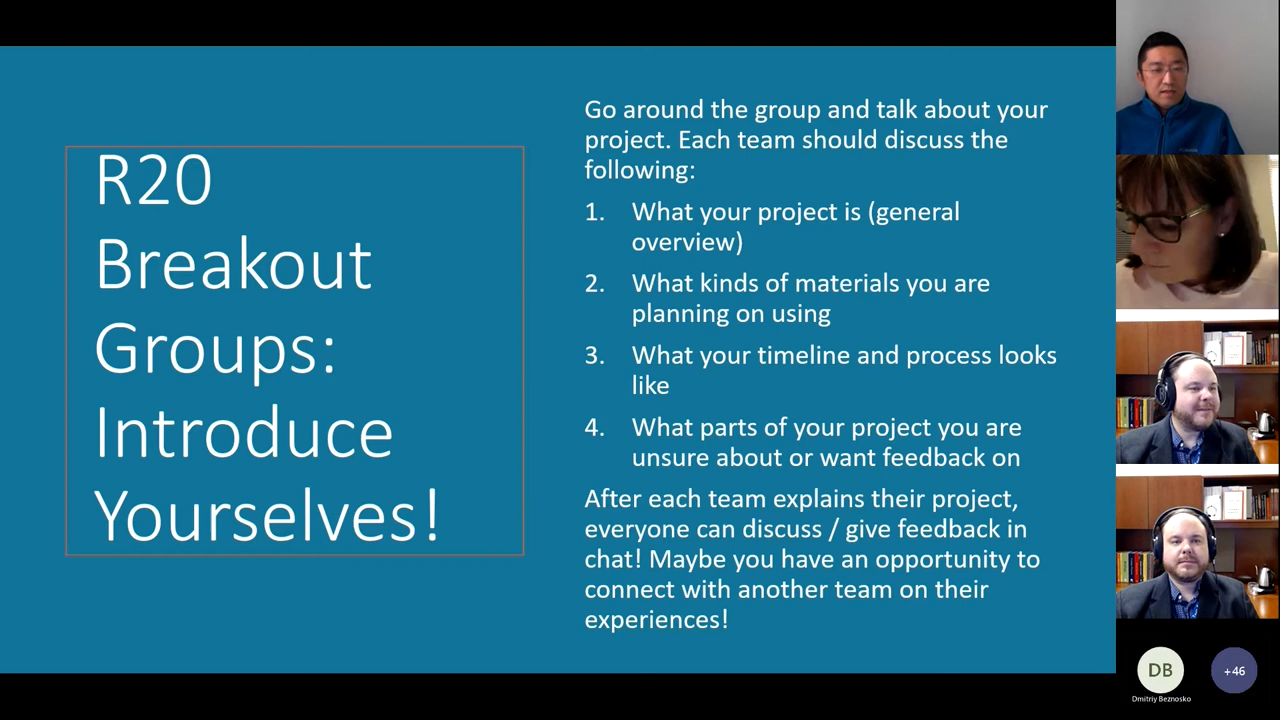 R20
Breakout
Groups:
Introduce
Yourselves!
Go around the group and talk about your
project. Each team should discuss the
following:
1. What your project is (general
overview)
2. What kinds of materials you are
planning on using
3. What your timeline and process looks
like
4. What parts of your project you are
unsure about or want feedback on
After each team explains their project,
everyone can discuss / give feedback in
chat! Maybe you have an opportunity to
connect with another team on their
experiences!
DB
+46
Dmitriy Beznosko